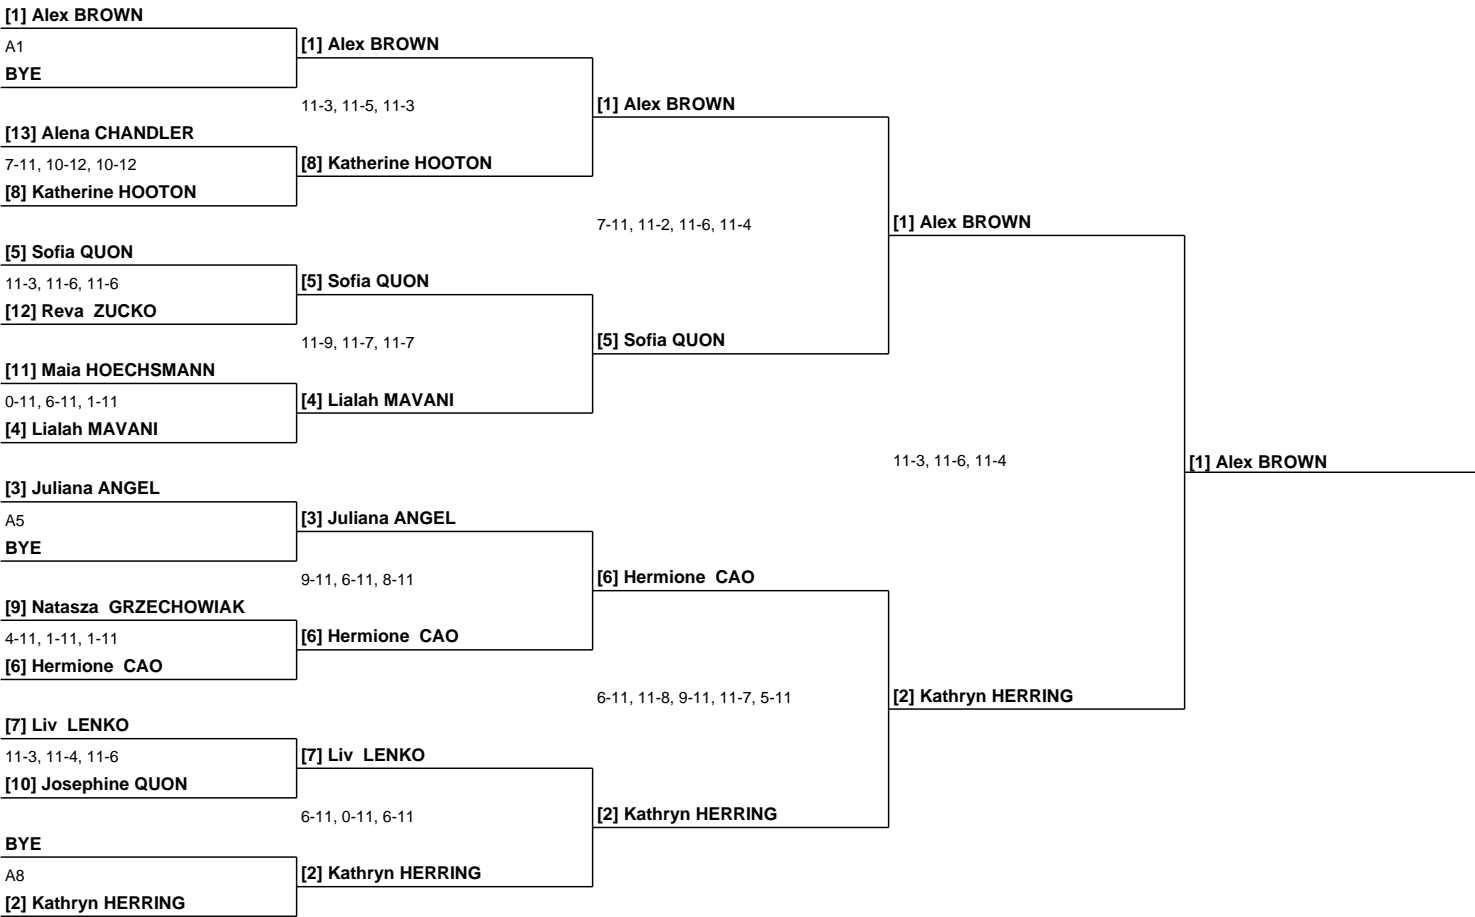 [1] Alex BROWN
A1
BYE
[13] Alena CHANDLER
7-11, 10-12, 10-12
[8] Katherine HOOTON
[5] Sofia QUON
11-3, 11-6, 11-6
[12] Reva  ZUCKO
[11] Maia HOECHSMANN
0-11, 6-11, 1-11
[4] Lialah MAVANI
[3] Juliana ANGEL
A5
BYE
[9] Natasza  GRZECHOWIAK
4-11, 1-11, 1-11
[6] Hermione  CAO
[7] Liv  LENKO
11-3, 11-4, 11-6
[10] Josephine QUON
BYE
A8
[2] Kathryn HERRING
[1] Alex BROWN
11-3, 11-5, 11-3
[8] Katherine HOOTON
[5] Sofia QUON
11-9, 11-7, 11-7
[4] Lialah MAVANI
[3] Juliana ANGEL
9-11, 6-11, 8-11
[6] Hermione  CAO
[7] Liv  LENKO
6-11, 0-11, 6-11
[2] Kathryn HERRING
[1] Alex BROWN
7-11, 11-2, 11-6, 11-4
[5] Sofia QUON
[6] Hermione  CAO
6-11, 11-8, 9-11, 11-7, 5-11
[2] Kathryn HERRING
[1] Alex BROWN
11-3, 11-6, 11-4
[2] Kathryn HERRING
[1] Alex BROWN